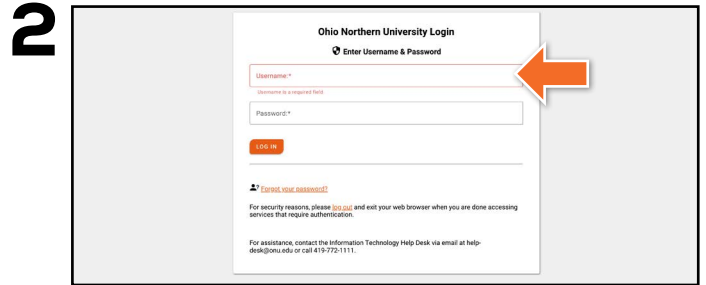 2
Ohio Northern University Login
Enter Username & Password
Username:*
Username is a required field
Password:*
LOG IN
Forgot your password?
For security reasons, please log out and exit your web browser when you are done accessing
services that require authentication.
For assistance, contact the Information Technology Help Desk via email at help-
desk@onu.edu or call 419-772-1111.